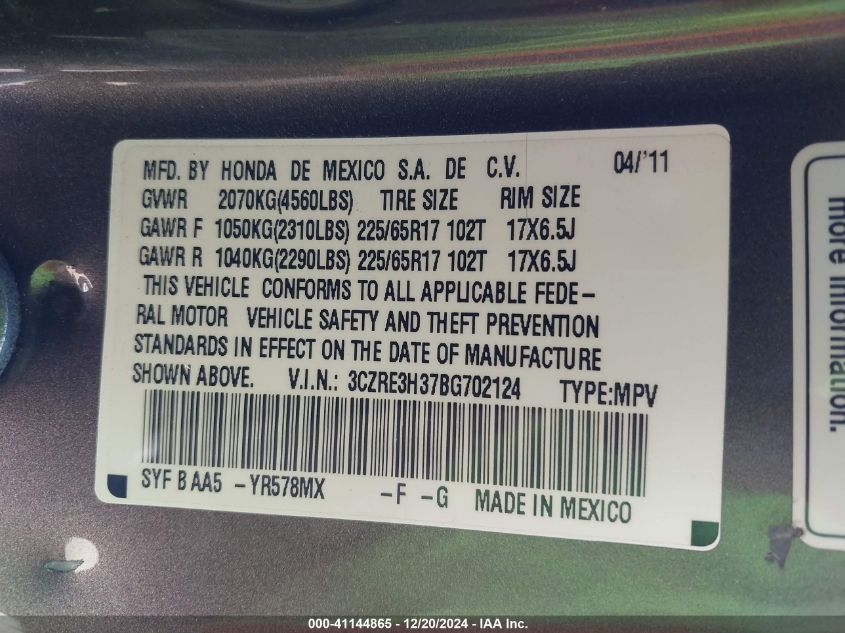 MFD. BY HONDA DE MEXICO S.A. DE C.V. 04/'11
GVWR 2070KG(4560LBS) TIRE SIZE RIM SIZE
GAWR F 1050KG(2310LBS) 225/65R17 102T 17X6.5J
GAWR R 1040KG(2290LBS) 225/65R17 102T 17X6.5J
THIS VEHICLE CONFORMS TO ALL APPLICABLE FEDE-
RAL MOTOR VEHICLE SAFETY AND THEFT PREVENTION
STANDARDS IN EFFECT ON THE DATE OF MANUFACTURE
SHOWN ABOVE. V.I.N.: 3CZRE3H37BG702124 TYPE:MPV
SYF B AA5 -YR578MX -F -G MADE IN MEXICO
more information.
000-41144865 - 12/20/2024 - IAA Inc.